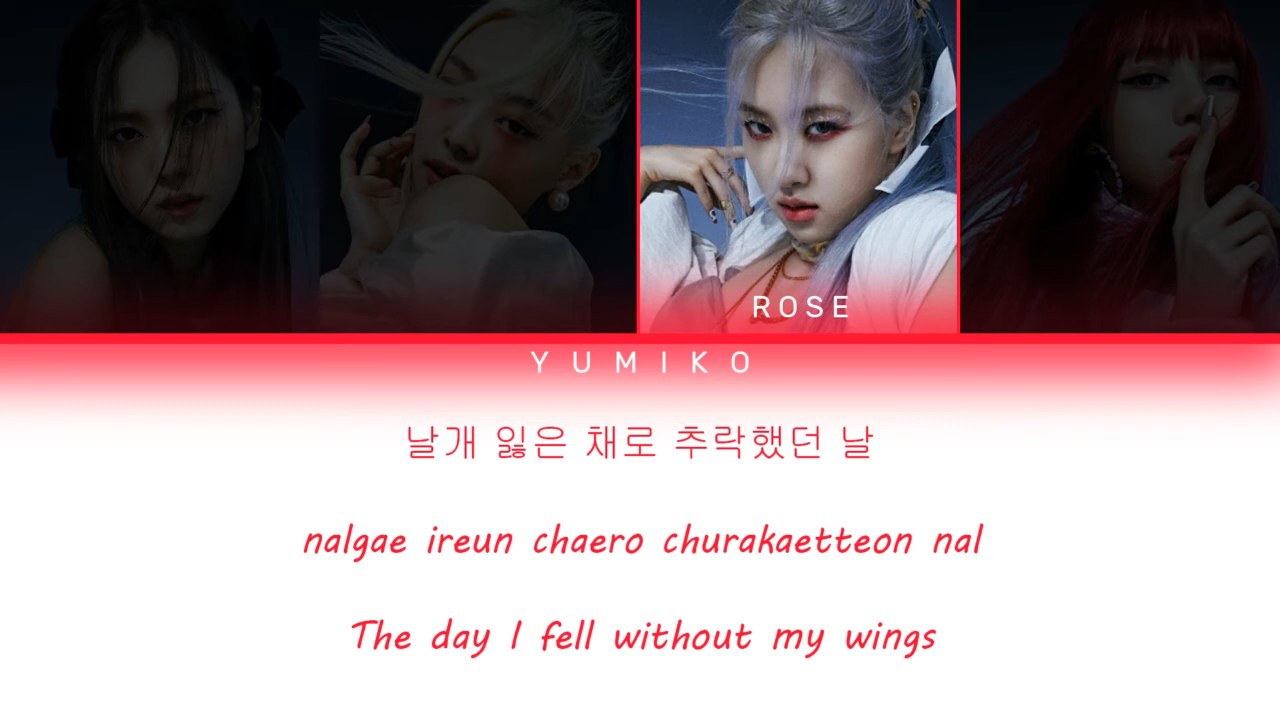 ROSE
YUMIKO
날개 잃은 채로 추락했던 날
nalgae ireun chaero churakaetteon nal
The day I fell without my wings